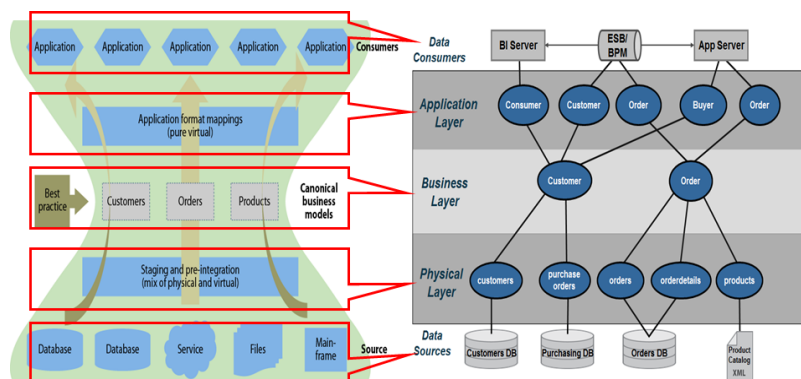 Application
Application
Application
Application
Application
Consumers
Data
Consumers
BI Server
ESB/
BPM
App Server
Application format mappings
(pure virtual)
Application
Layer
Consumer
Customer
Order
Buyer
Order
Best
practice
Customers
Orders
Products
Canonical
business
models
Business
Layer
Customer
Order
Staging and pre-integration
(mix of physical and virtual)
Physical
Layer
customers
purchase
orders
orders
orderdetails
products
Database
Database
Service
Files
Main-
frame
Source
Data
Sources
Customers DB
Purchasing DB
Orders DB
Product
Catalog
XML